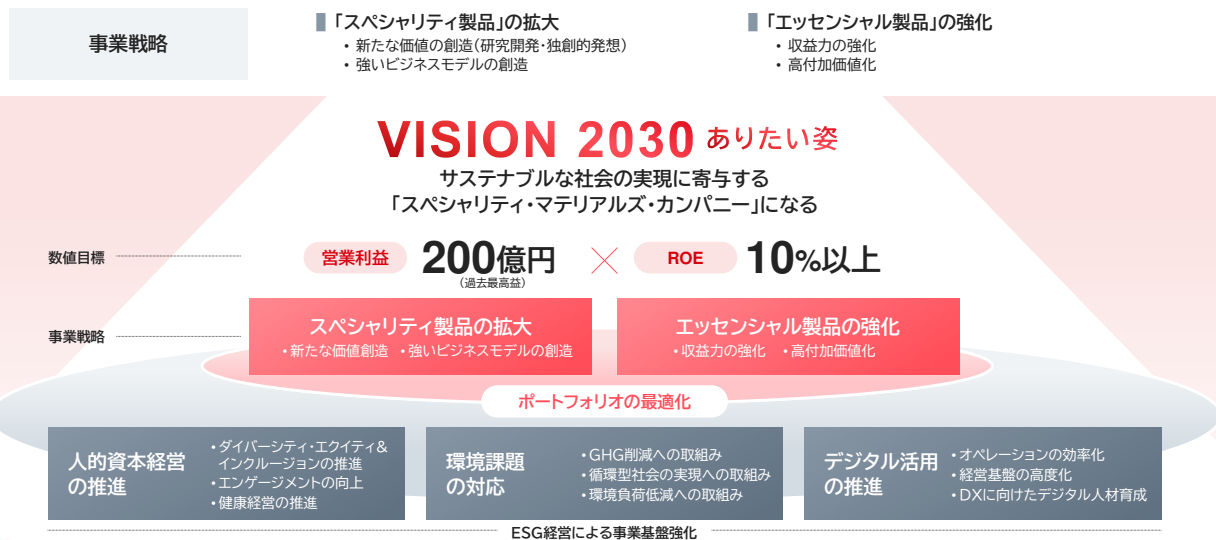 事業戦略
「スペシャリティ製品」の拡大
・新たな価値の創造（研究開発・独創的発想）
・強いビジネスモデルの創造
「エッセンシャル製品」の強化
・収益力の強化
・高付加価値化
VISION 2030 ありたい姿
サステナブルな社会の実現に寄与する
「スペシャリティ・マテリアルズ・カンパニー」になる
数値目標
営業利益 200億円 × ROE 10%以上
（過去最高益）
事業戦略
スペシャリティ製品の拡大
・新たな価値創造 ・強いビジネスモデルの創造
エッセンシャル製品の強化
・収益力の強化 ・高付加価値化
ポートフォリオの最適化
人的資本経営
の推進
・ダイバーシティ・エクイティ&
インクルージョンの推進
・エンゲージメントの向上
・健康経営の推進
環境課題
の対応
・GHG削減への取組み
・循環型社会の実現への取組み
・環境負荷低減への取組み
デジタル活用
の推進
・オペレーションの効率化
・経営基盤の高度化
・DXに向けたデジタル人材育成
ESG経営による事業基盤強化